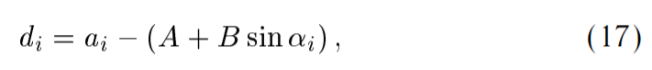 d_i = a_i − (A + B sin α_i) , (17)